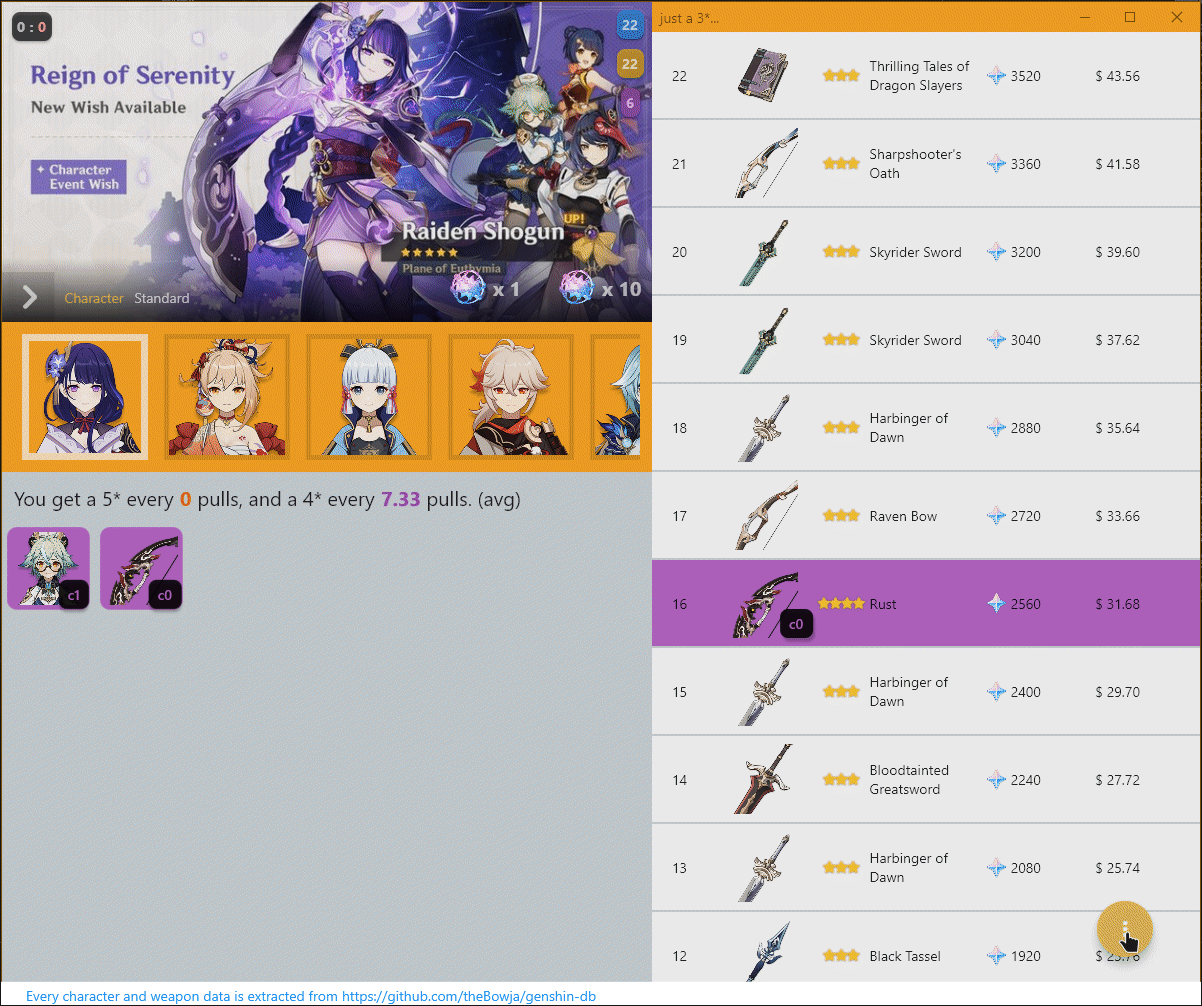 0 : 0
22
22
6
Reign of Serenity
New Wish Available
✦ Character
Event Wish
UP!
Raiden Shogun
★★★★★
Plane of Euthymia
x 1
x 10
Character
Standard
You get a 5* every 0 pulls, and a 4* every 7.33 pulls. (avg)
c1
c0
just a 3*...
22 Thrilling Tales of Dragon Slayers 3520 $ 43.56
21 Sharpshooter's Oath 3360 $ 41.58
20 Skyrider Sword 3200 $ 39.60
19 Skyrider Sword 3040 $ 37.62
18 Harbinger of Dawn 2880 $ 35.64
17 Raven Bow 2720 $ 33.66
16 c0 Rust 2560 $ 31.68
15 Harbinger of Dawn 2400 $ 29.70
14 Bloodtainted Greatsword 2240 $ 27.72
13 Harbinger of Dawn 2080 $ 25.74
12 Black Tassel 1920 $ 23.76
Every character and weapon data is extracted from https://github.com/theBowja/genshin-db